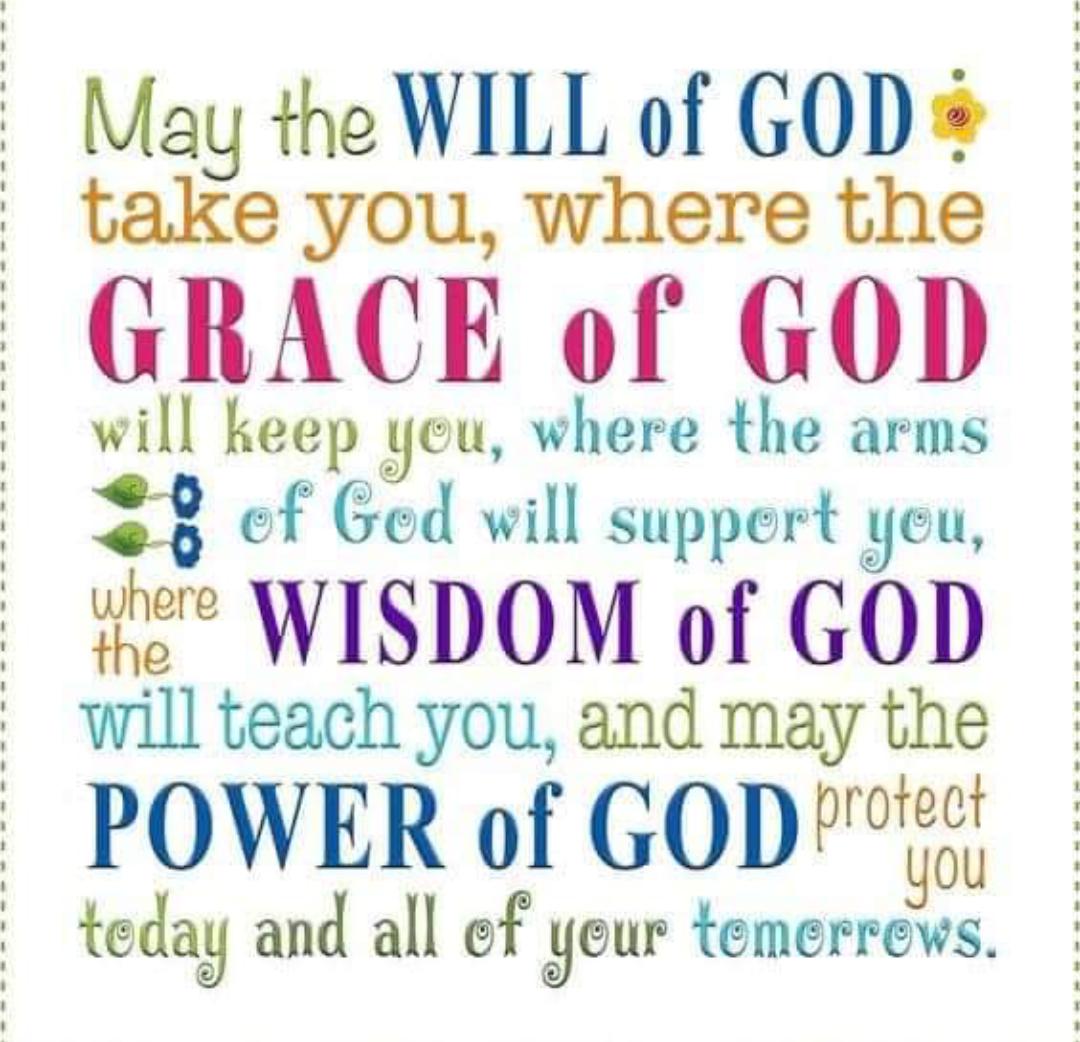 May the WILL of GOD
take you, where the
GRACE of GOD
will keep you, where the arms
of God will support you,
where
the WISDOM of GOD
will teach you, and may the
POWER of GOD protect
you
today and all of your tomorrows.